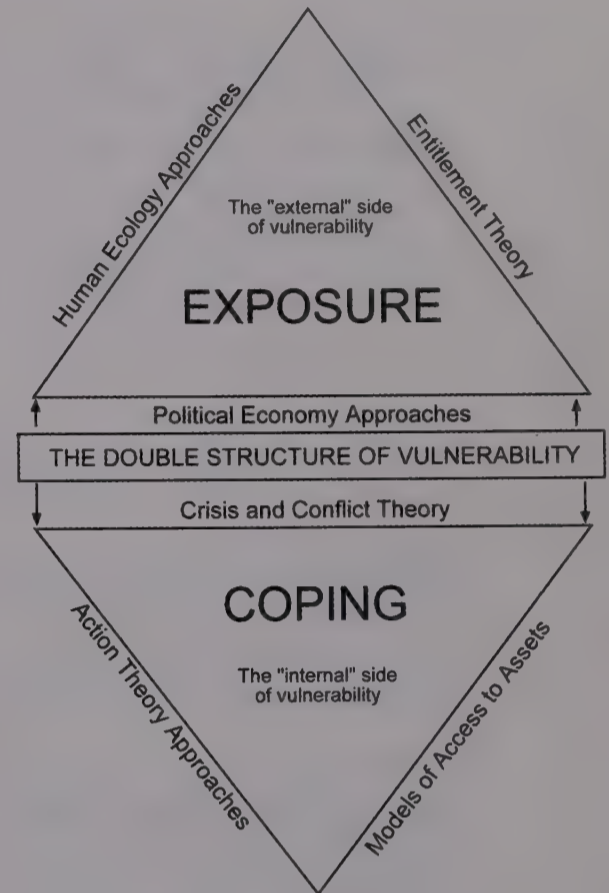 Human Ecology Approaches
Entitlement Theory
The "external" side
of vulnerability
EXPOSURE
Political Economy Approaches
THE DOUBLE STRUCTURE OF VULNERABILITY
Crisis and Conflict Theory
COPING
The "internal" side
of vulnerability
Action Theory Approaches
Models of Access to Assets